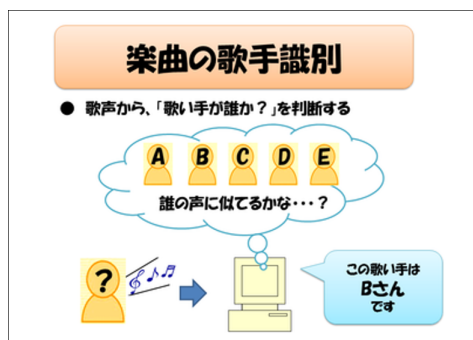 楽曲の歌手識別
● 歌声から、「歌い手が誰か？」を判断する
A B C D E
誰の声に似てるかな・・・？
?
この歌い手は
Bさん
です